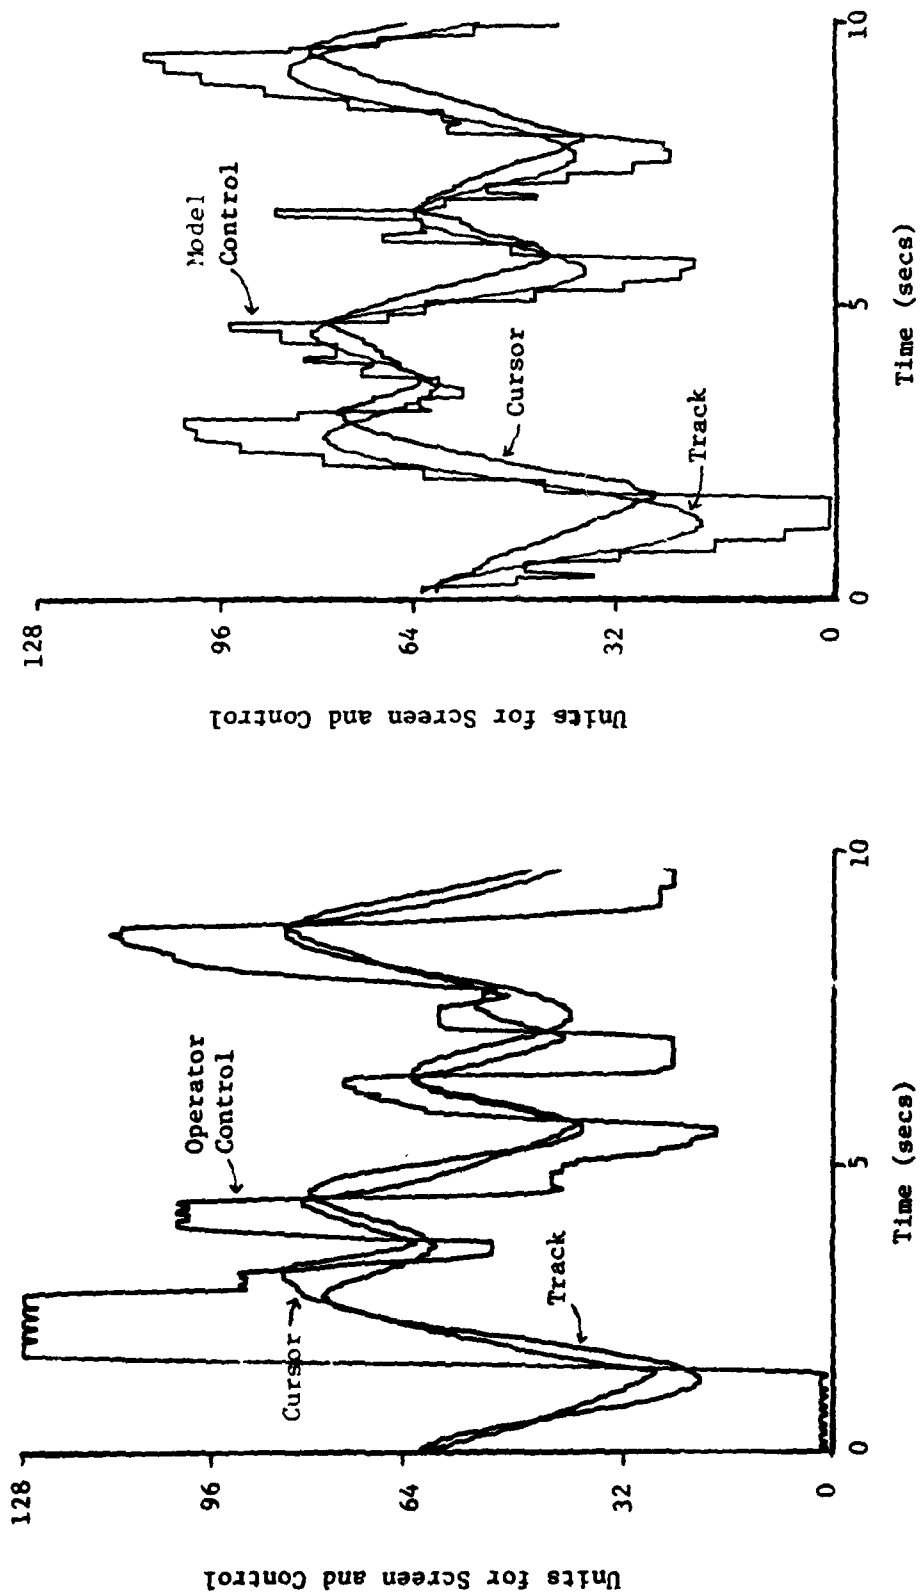 128
96
64
32
0
0
5
10
Units for Screen and Control
Time (secs)
Operator
Control
Cursor
Track
128
96
64
32
0
0
5
10
Units for Screen and Control
Time (secs)
Model
Control
Cursor
Track